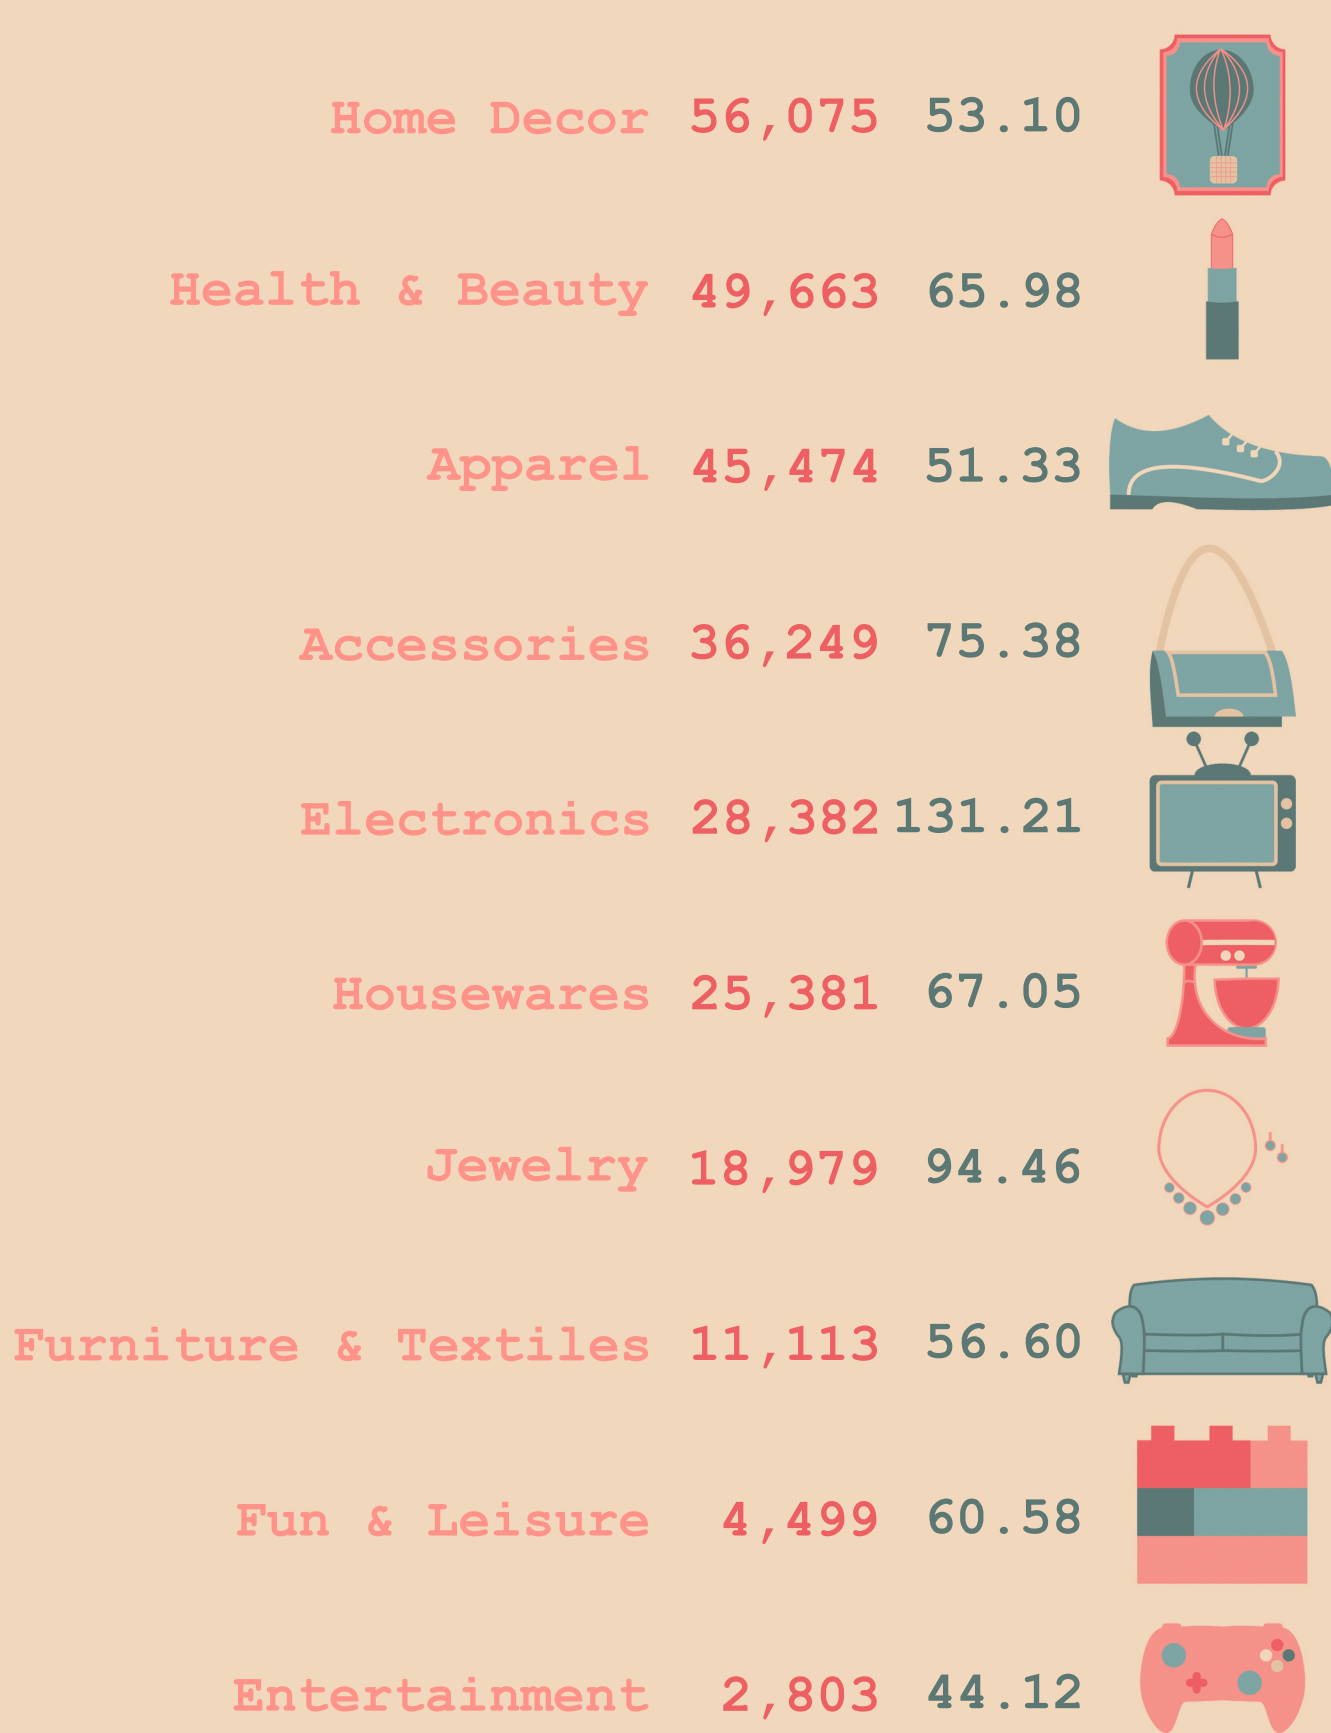 Home Decor 56,075 53.10
Health & Beauty 49,663 65.98
Apparel 45,474 51.33
Accessories 36,249 75.38
Electronics 28,382 131.21
Housewares 25,381 67.05
Jewelry 18,979 94.46
Furniture & Textiles 11,113 56.60
Fun & Leisure 4,499 60.58
Entertainment 2,803 44.12